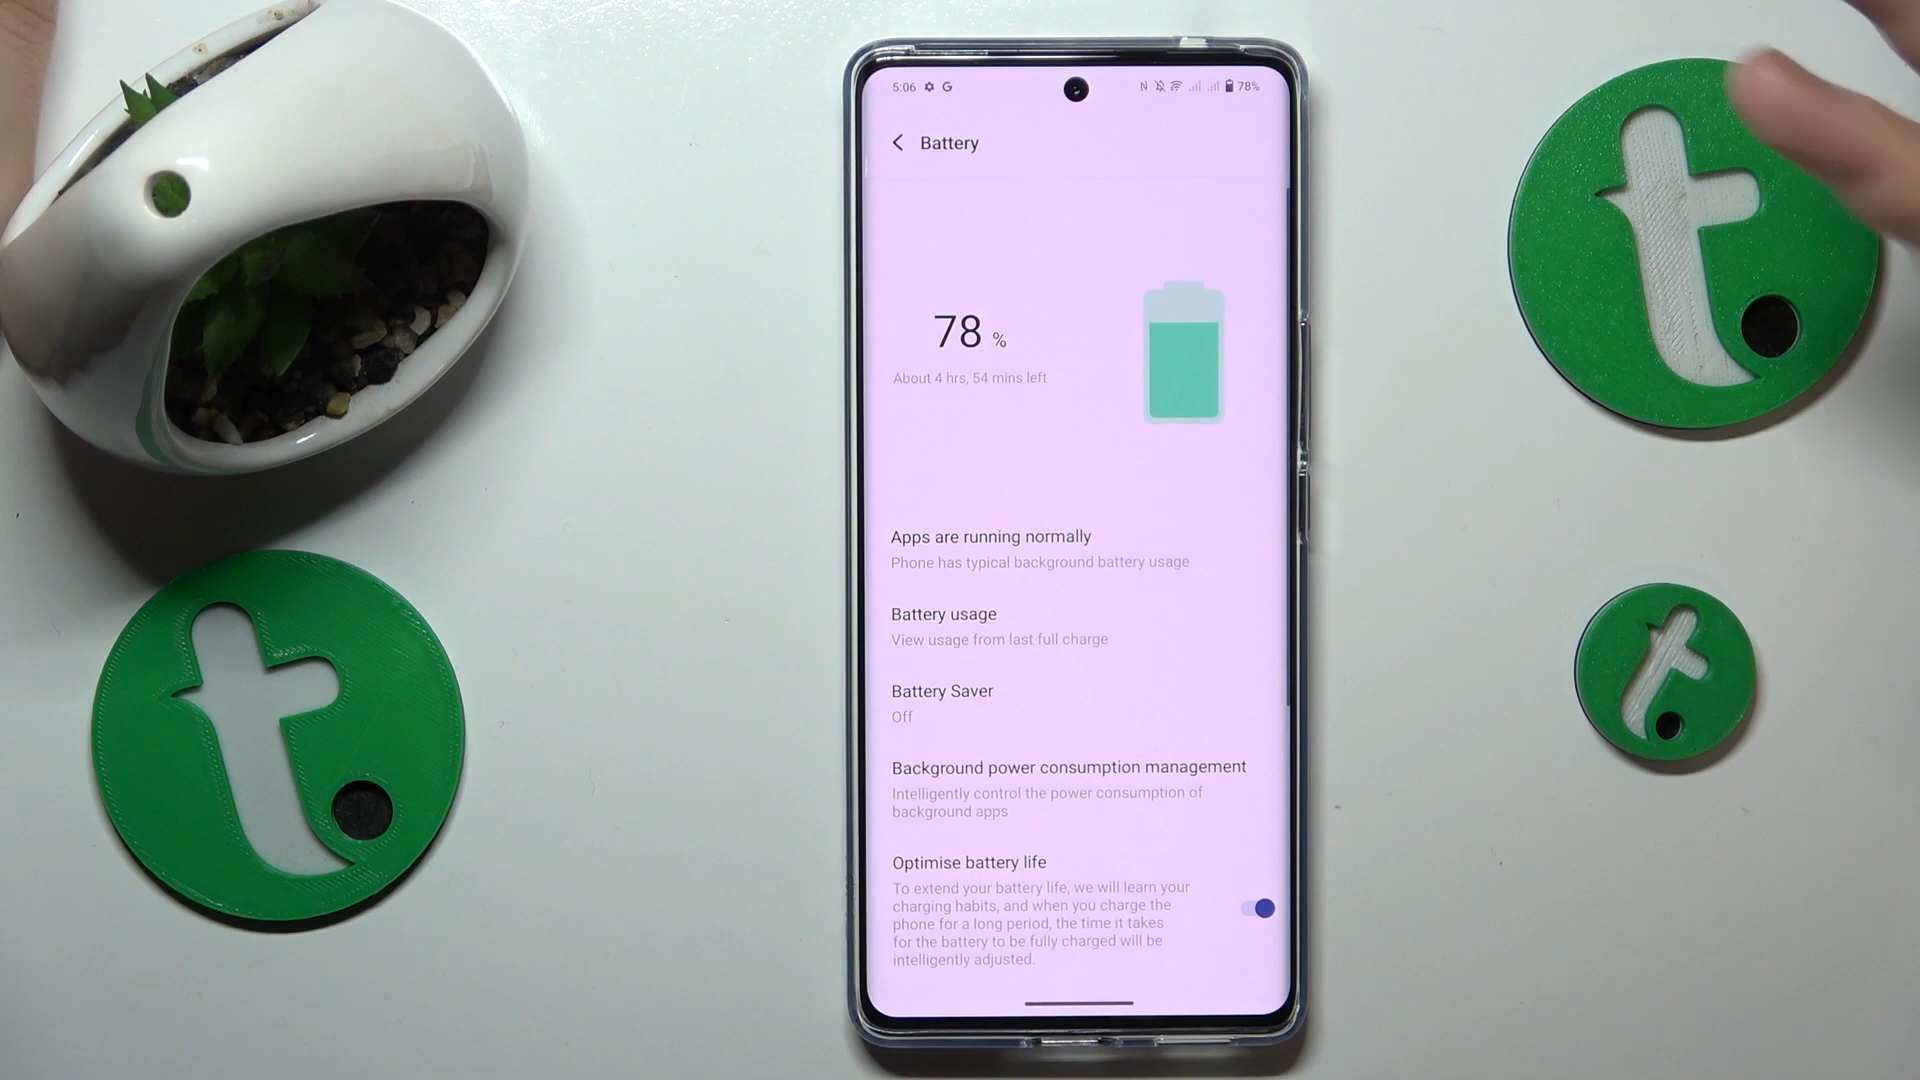 5:06 G N 78%
Battery
78 %
About 4 hrs, 54 mins left
Apps are running normally
Phone has typical background battery usage
Battery usage
View usage from last full charge
Battery Saver
Off
Background power consumption management
Intelligently control the power consumption of
background apps
Optimise battery life
To extend your battery life, we will learn your
charging habits, and when you charge the
phone for a long period, the time it takes
for the battery to be fully charged will be
intelligently adjusted.
t.
t.
t.